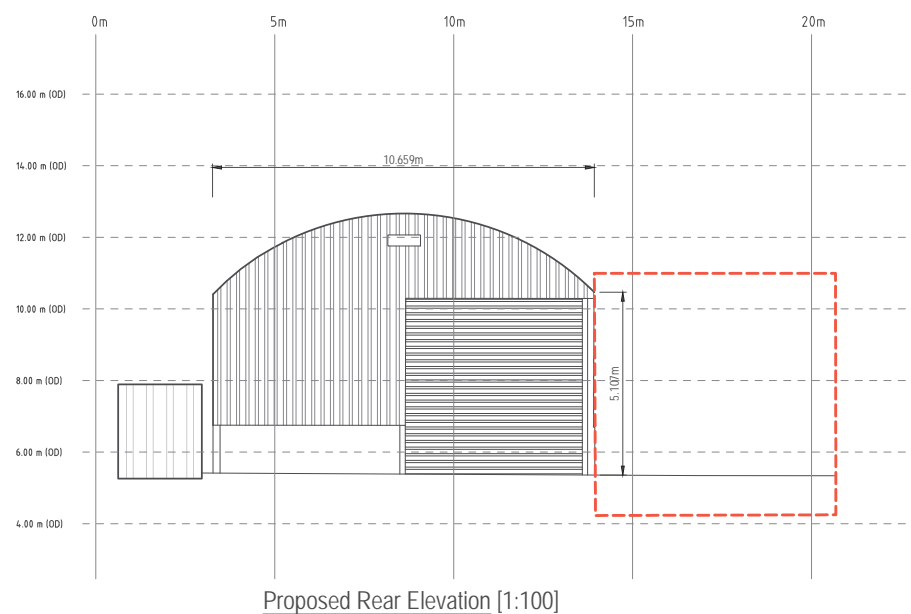 0m 5m 10m 15m 20m
16.00 m (OD)
14.00 m (OD)
10.659m
12.00 m (OD)
10.00 m (OD)
8.00 m (OD)
5.107m
6.00 m (OD)
4.00 m (OD)
Proposed Rear Elevation [1:100]